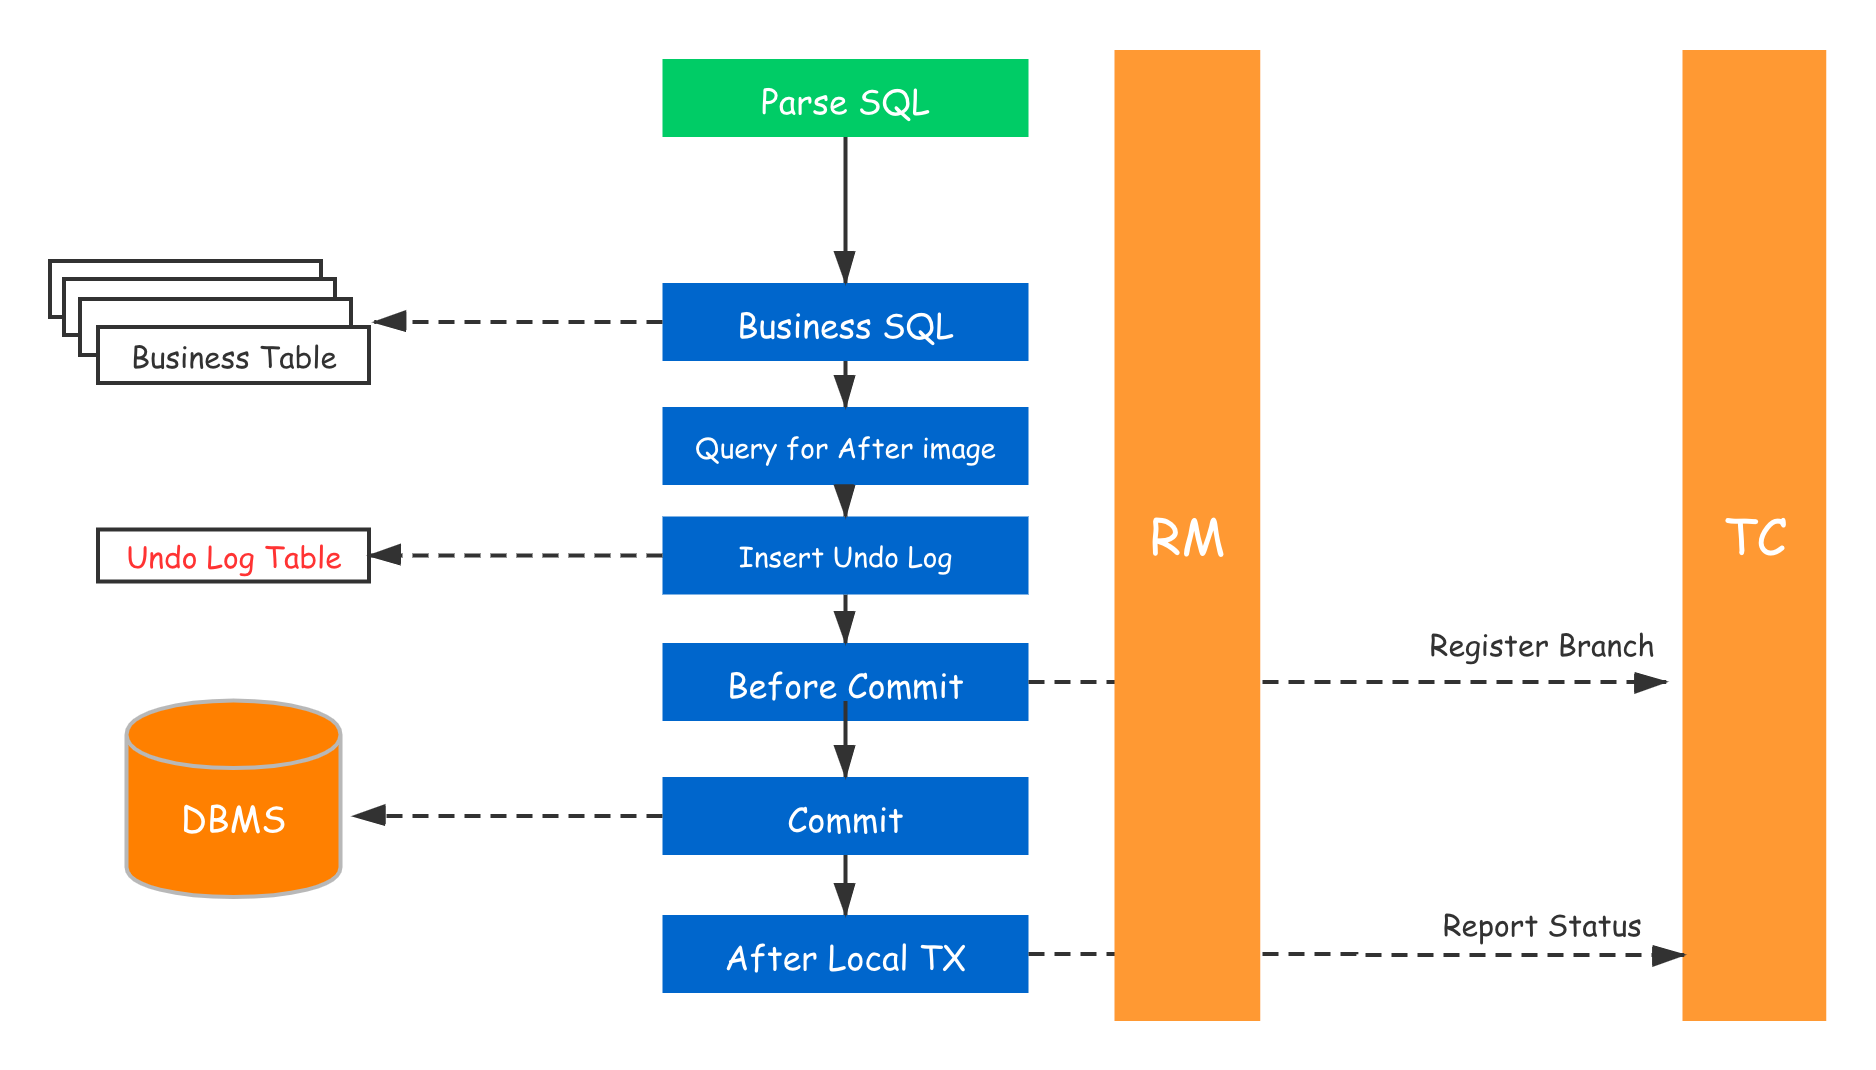 Parse SQL
Business SQL
Business Table
Query for After image
RM
TC
Undo Log Table
Insert Undo Log
Register Branch
Before Commit
DBMS
Commit
Report Status
After Local TX